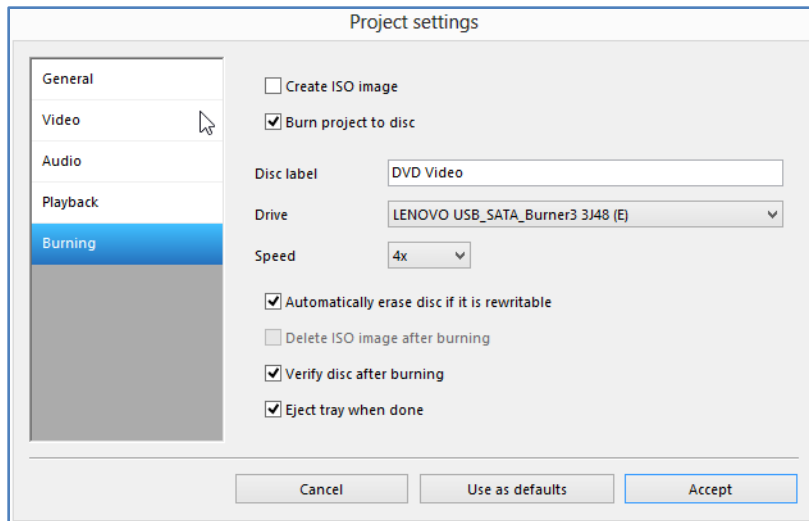 Project settings
General
Video
Audio
Playback
Burning
Create ISO image
Burn project to disc
Disc label
DVD Video
Drive
LENOVO USB_SATA_Burner3 3J48 (E)
Speed
4x
Automatically erase disc if it is rewritable
Delete ISO image after burning
Verify disc after burning
Eject tray when done
Cancel
Use as defaults
Accept